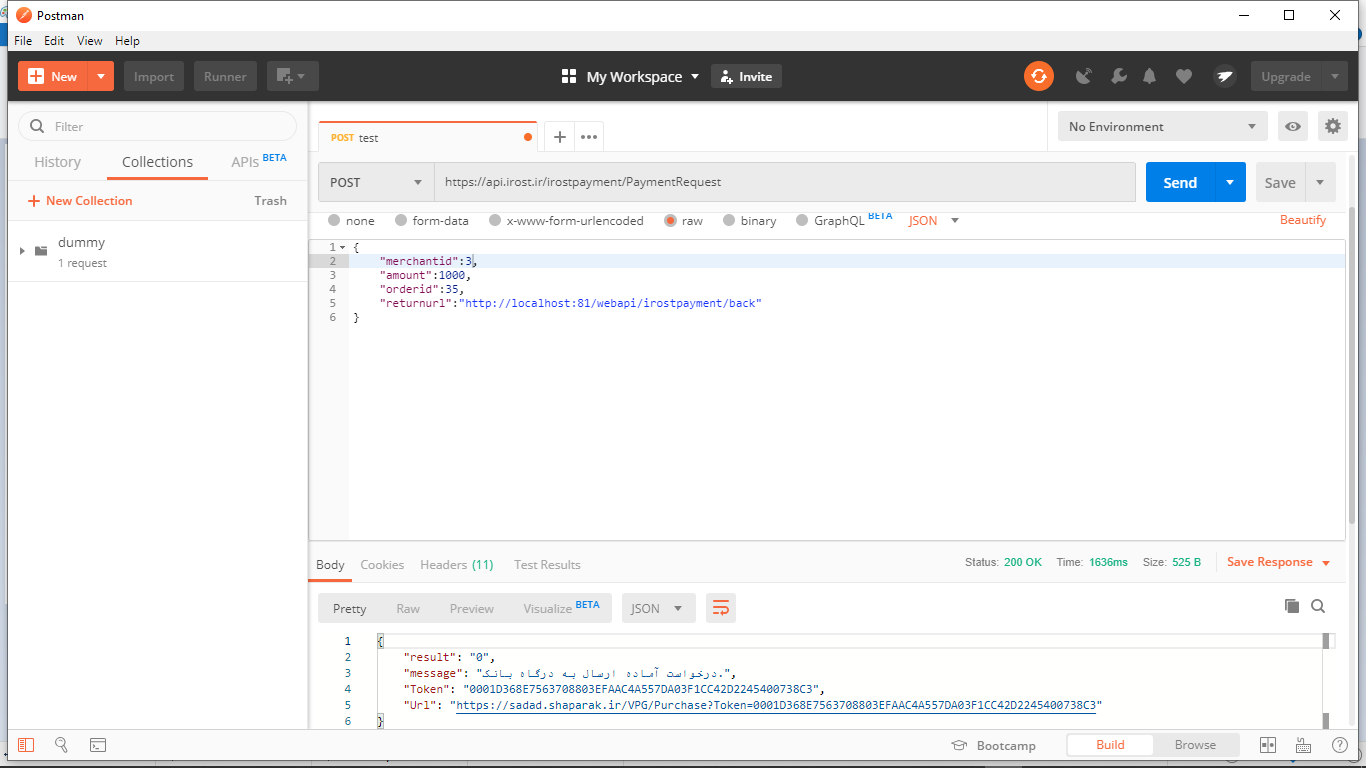 Postman
File Edit View Help
New Import Runner My Workspace Invite Upgrade
Filter
History Collections APIs BETA
New Collection Trash
dummy
1 request
POST test
No Environment
POST https://api.irost.ir/irostpayment/PaymentRequest Send Save
none form-data x-www-form-urlencoded raw binary GraphQL BETA JSON Beautify
1 {
2 "merchantid":3,
3 "amount":1000,
4 "orderid":35,
5 "returnurl":"http://localhost:81/webapi/irostpayment/back"
6 }
Body Cookies Headers (11) Test Results Status: 200 OK Time: 1636ms Size: 525 B Save Response
Pretty Raw Preview Visualize BETA JSON
1 {
2 "result": "0",
3 "message": "درخواست آماده ارسال به درگاه بانک.",
4 "Token": "0001D368E7563708803EFAAC4A557DA03F1CC42D2245400738C3",
5 "Url": "https://sadad.shaparak.ir/VPG/Purchase?Token=0001D368E7563708803EFAAC4A557DA03F1CC42D2245400738C3"
6 }
Bootcamp Build Browse